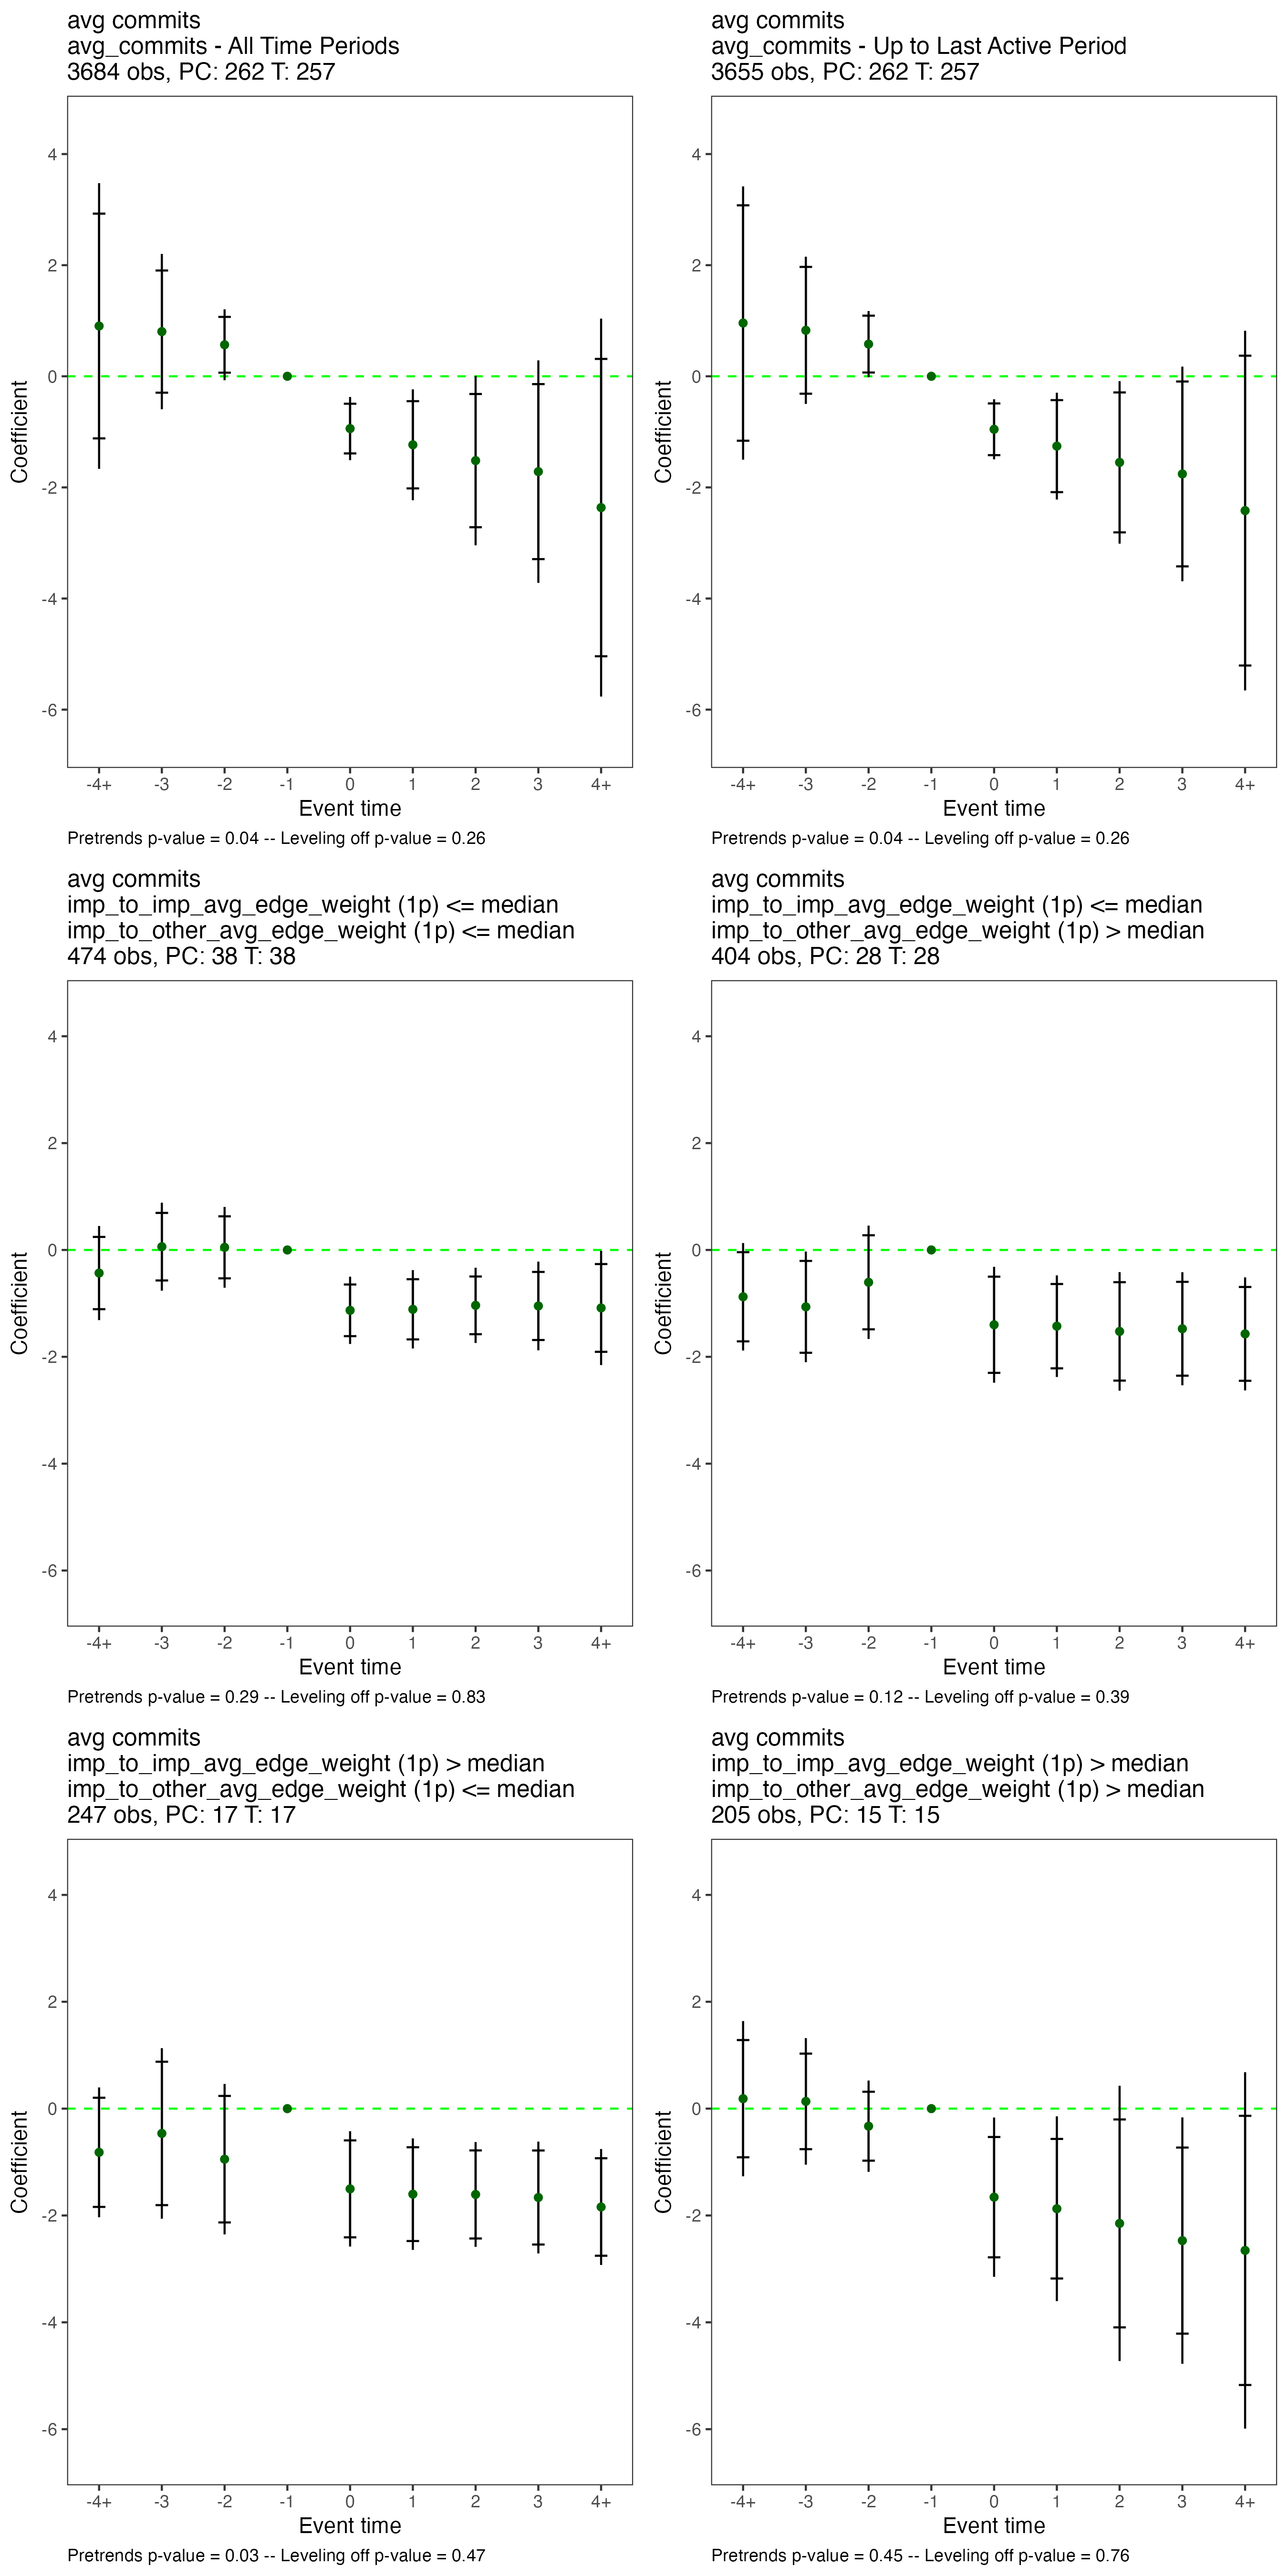 avg commits
avg_commits - All Time Periods
3684 obs, PC: 262 T: 257
4
2
0
-2
-4
-6
Coefficient
-4+ -3 -2 -1 0 1 2 3 4+
Event time
Pretrends p-value = 0.04 -- Leveling off p-value = 0.26
avg commits
avg_commits - Up to Last Active Period
3655 obs, PC: 262 T: 257
4
2
0
-2
-4
-6
Coefficient
-4+ -3 -2 -1 0 1 2 3 4+
Event time
Pretrends p-value = 0.04 -- Leveling off p-value = 0.26
avg commits
imp_to_imp_avg_edge_weight (1p) <= median
imp_to_other_avg_edge_weight (1p) <= median
474 obs, PC: 38 T: 38
4
2
0
-2
-4
-6
Coefficient
-4+ -3 -2 -1 0 1 2 3 4+
Event time
Pretrends p-value = 0.29 -- Leveling off p-value = 0.83
avg commits
imp_to_imp_avg_edge_weight (1p) <= median
imp_to_other_avg_edge_weight (1p) > median
404 obs, PC: 28 T: 28
4
2
0
-2
-4
-6
Coefficient
-4+ -3 -2 -1 0 1 2 3 4+
Event time
Pretrends p-value = 0.12 -- Leveling off p-value = 0.39
avg commits
imp_to_imp_avg_edge_weight (1p) > median
imp_to_other_avg_edge_weight (1p) <= median
247 obs, PC: 17 T: 17
4
2
0
-2
-4
-6
Coefficient
-4+ -3 -2 -1 0 1 2 3 4+
Event time
Pretrends p-value = 0.03 -- Leveling off p-value = 0.47
avg commits
imp_to_imp_avg_edge_weight (1p) > median
imp_to_other_avg_edge_weight (1p) > median
205 obs, PC: 15 T: 15
4
2
0
-2
-4
-6
Coefficient
-4+ -3 -2 -1 0 1 2 3 4+
Event time
Pretrends p-value = 0.45 -- Leveling off p-value = 0.76